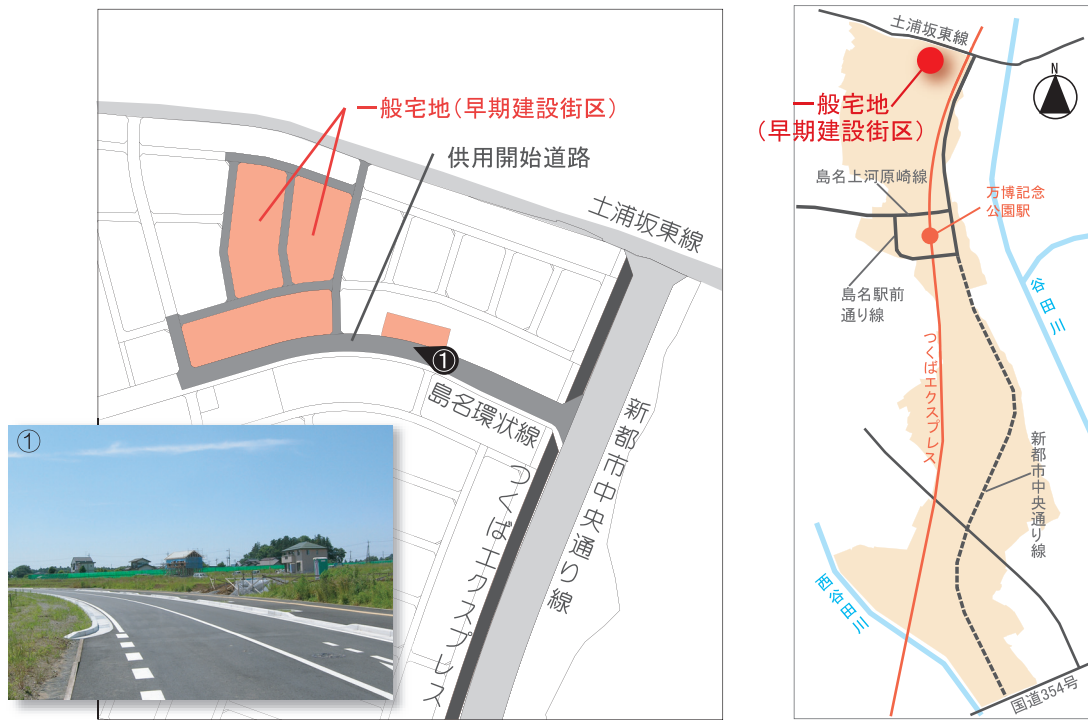 一般宅地(早期建設街区)
供用開始道路
土浦坂東線
①
島名環状線
新都市中央通り線
つくばエクスプレス
①
土浦坂東線
N
一般宅地
(早期建設街区)
島名上河原崎線
万博記念
公園駅
島名駅前
通り線
谷田川
つくばエクスプレス
新都市中央通り線
西谷田川
国道354号